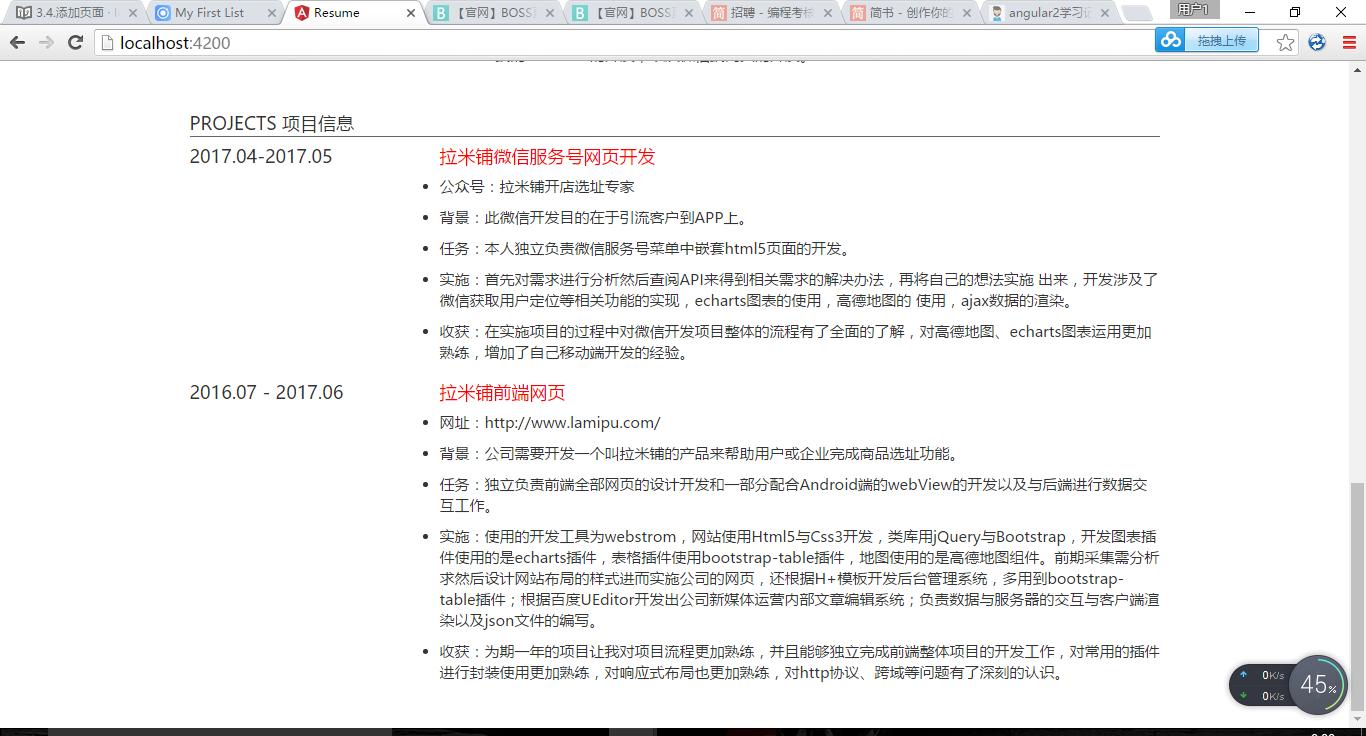 3.4.添加页面 · l
My First List
Resume
【官网】BOSS
【官网】BOSS
招聘 - 编程考核
简书 - 创作你的
angular2学习记
用户1
localhost:4200
拖拽上传
PROJECTS 项目信息
2017.04-2017.05
拉米铺微信服务号网页开发
公众号：拉米铺开店选址专家
背景：此微信开发目的在于引流客户到APP上。
任务：本人独立负责微信服务号菜单中嵌套html5页面的开发。
实施：首先对需求进行分析然后查阅API来得到相关需求的解决办法，再将自己的想法实施 出来，开发涉及了
微信获取用户定位等相关功能的实现，echarts图表的使用，高德地图的 使用，ajax数据的渲染。
收获：在实施项目的过程中对微信开发项目整体的流程有了全面的了解，对高德地图、echarts图表运用更加
熟练，增加了自己移动端开发的经验。
2016.07 - 2017.06
拉米铺前端网页
网址：http://www.lamipu.com/
背景：公司需要开发一个叫拉米铺的产品来帮助用户或企业完成商品选址功能。
任务：独立负责前端全部网页的设计开发和一部分配合Android端的webView的开发以及与后端进行数据交
互工作。
实施：使用的开发工具为webstrom，网站使用Html5与Css3开发，类库用jQuery与Bootstrap，开发图表插
件使用的是echarts插件，表格插件使用bootstrap-table插件，地图使用的是高德地图组件。前期采集需分析
求然后设计网站布局的样式进而实施公司的网页，还根据H+模板开发后台管理系统，多用到bootstrap-
table插件；根据百度UEditor开发出公司新媒体运营内部文章编辑系统；负责数据与服务器的交互与客户端渲
染以及json文件的编写。
收获：为期一年的项目让我对项目流程更加熟练，并且能够独立完成前端整体项目的开发工作，对常用的插件
进行封装使用更加熟练，对响应式布局也更加熟练，对http协议、跨域等问题有了深刻的认识。
0K/s
0K/s
45%